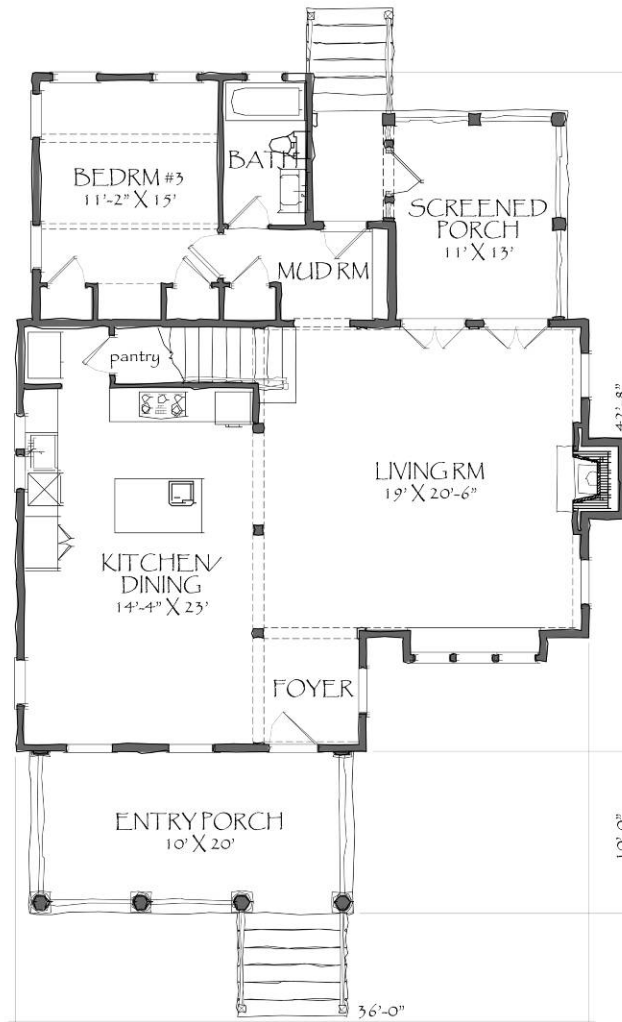 BEDRM #3
11'-2" X 15'
BATH
SCREENED
PORCH
11' X 13'
MUD RM
pantry
LIVING RM
19' X 20'-6"
KITCHEN/
DINING
14'-4" X 23'
FOYER
ENTRY PORCH
10' X 20'
36'-0"